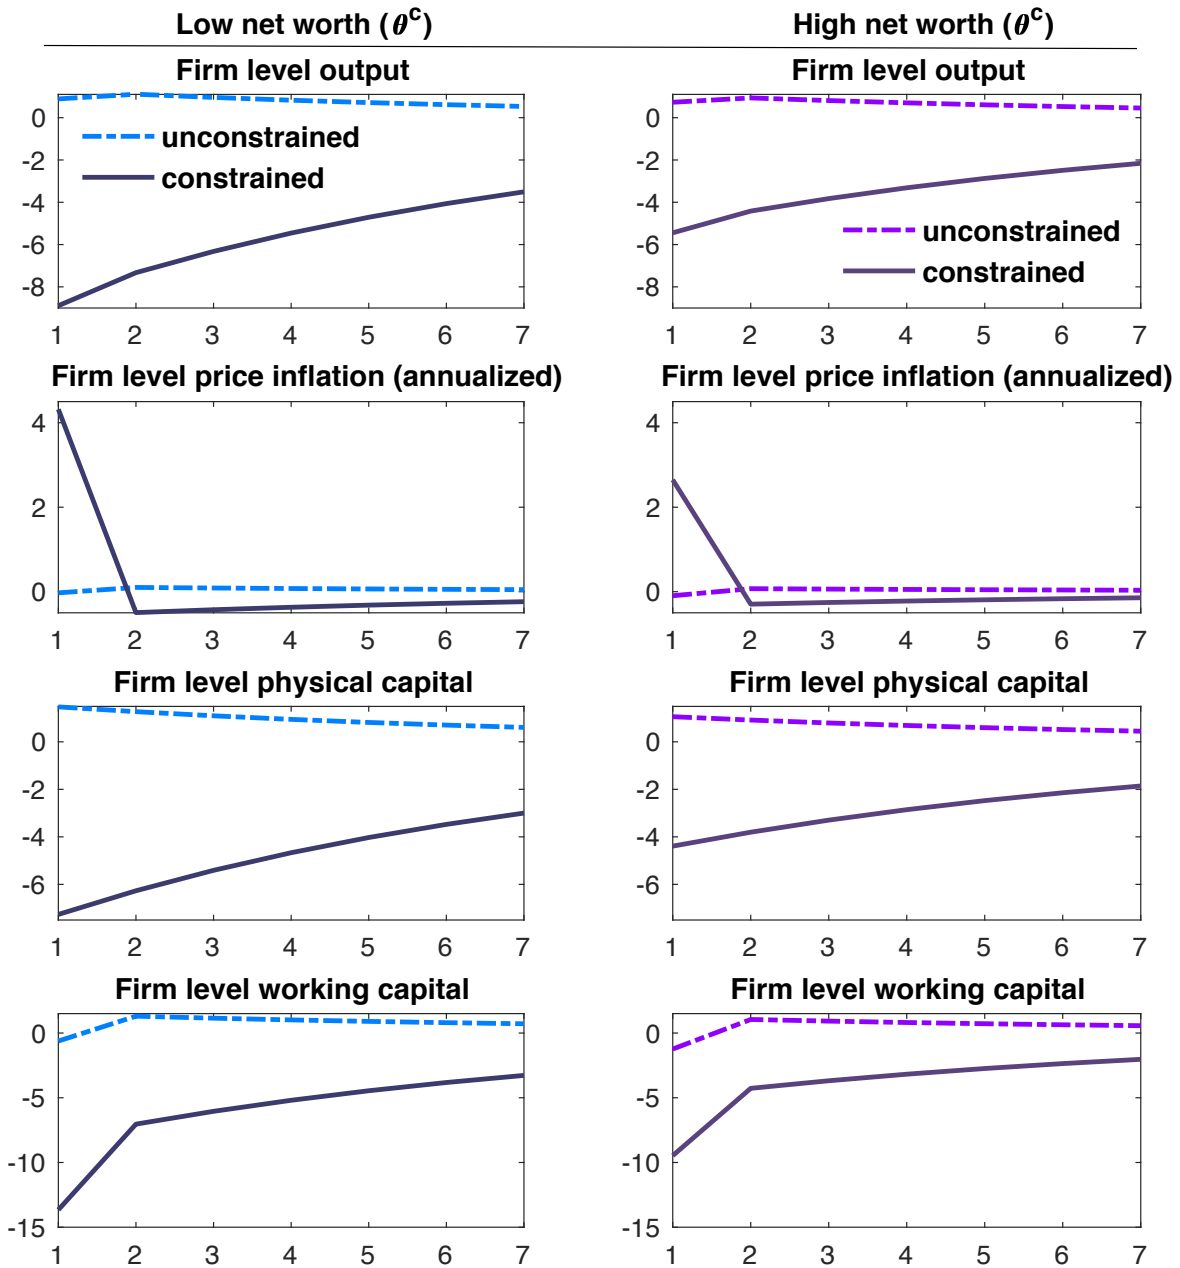 Low net worth (θc) High net worth (θc)
Firm level output Firm level output
0 0
-2 -2
-4 -4
-6 -6
-8 -8
unconstrained
constrained
unconstrained
constrained
1 2 3 4 5 6 7 1 2 3 4 5 6 7
Firm level price inflation (annualized) Firm level price inflation (annualized)
4 4
2 2
0 0
1 2 3 4 5 6 7 1 2 3 4 5 6 7
Firm level physical capital Firm level physical capital
0 0
-2 -2
-4 -4
-6 -6
1 2 3 4 5 6 7 1 2 3 4 5 6 7
Firm level working capital Firm level working capital
0 0
-5 -5
-10 -10
-15 -15
1 2 3 4 5 6 7 1 2 3 4 5 6 7